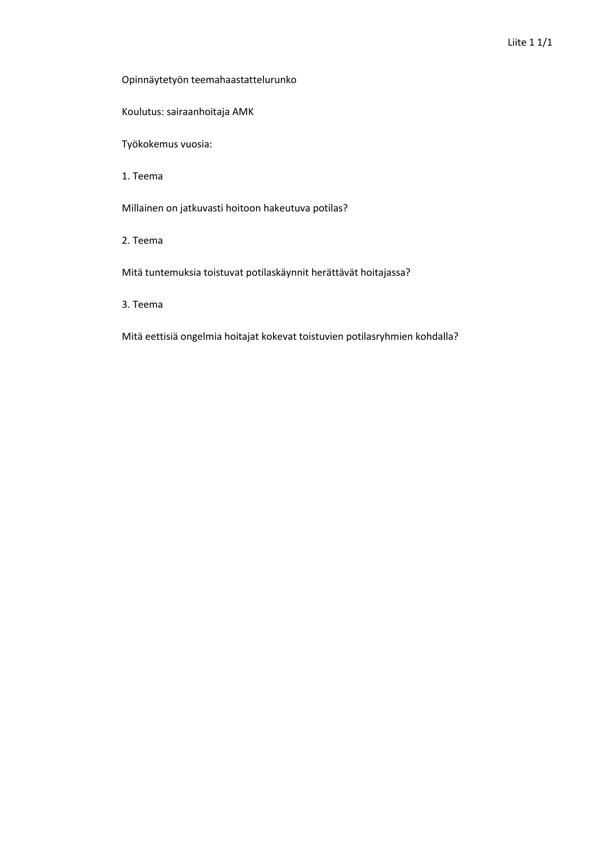 Liite 1 1/1
Opinnäytetyön teemahaastattelurunko
Koulutus: sairaanhoitaja AMK
Työkokemus vuosia:
1. Teema
Millainen on jatkuvasti hoitoon hakeutuva potilas?
2. Teema
Mitä tuntemuksia toistuvat potilaskäynnit herättävät hoitajassa?
3. Teema
Mitä eettisiä ongelmia hoitajat kokevat toistuvien potilasryhmien kohdalla?